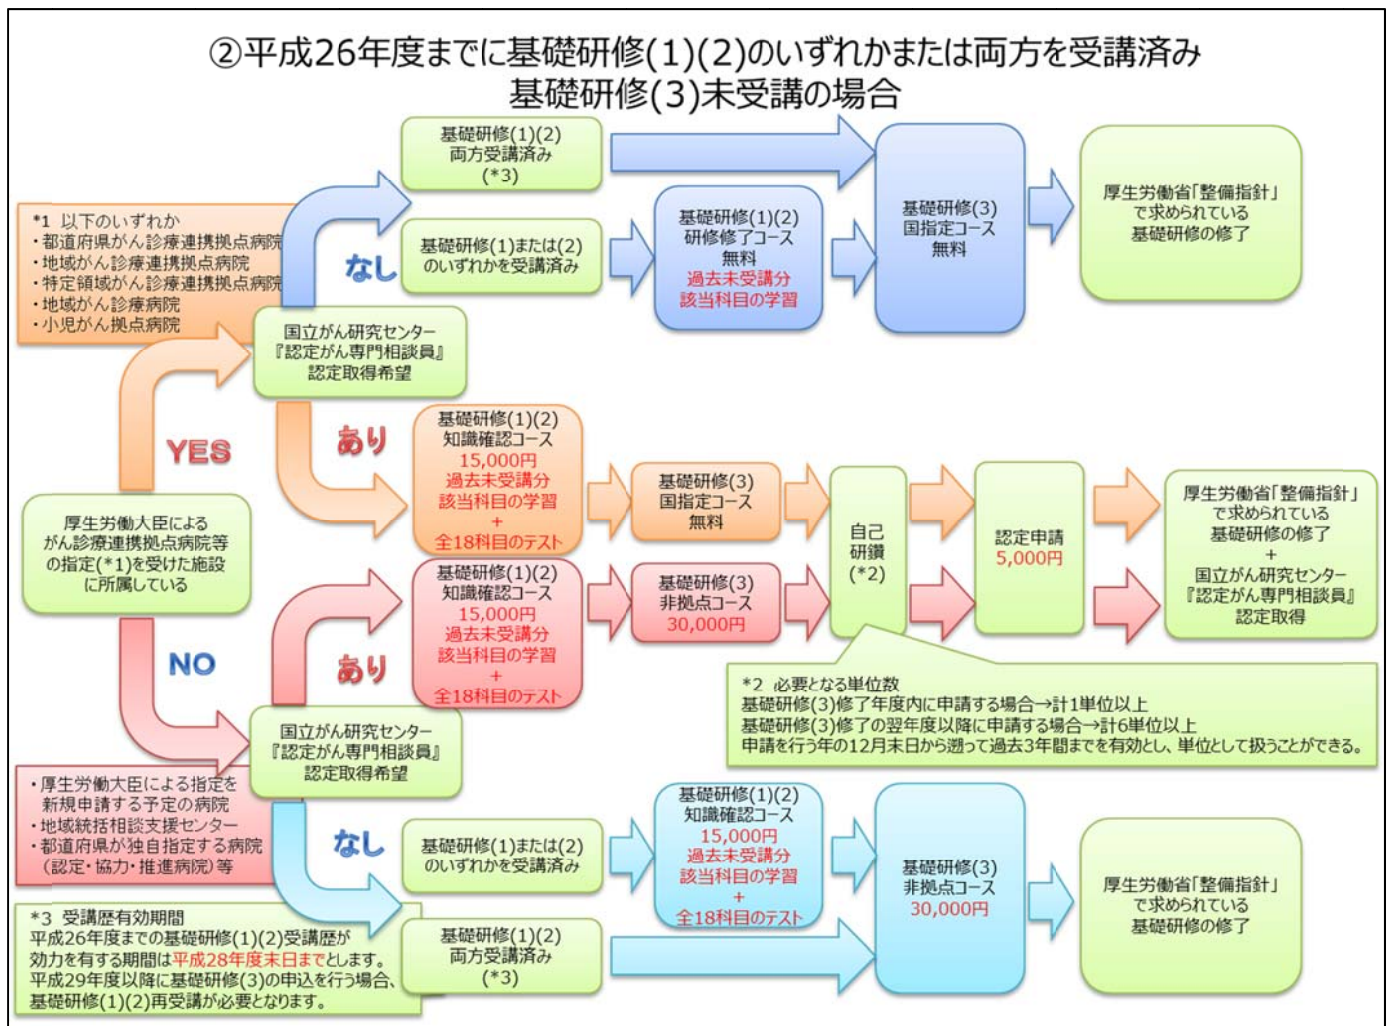 ②平成26年度までに基礎研修(1)(2)のいずれかまたは両方を受講済み
基礎研修(3)未受講の場合
*1 以下のいずれか
・都道府県がん診療連携拠点病院
・地域がん診療連携拠点病院
・特定領域がん診療連携拠点病院
・地域がん診療病院
・小児がん拠点病院
なし
基礎研修(1)(2)
両方受講済み
(*3)
基礎研修(1)または(2)
のいずれかを受講済み
基礎研修(1)(2)
研修修了コース
無料
過去未受講分
該当科目の学習
基礎研修(3)
国指定コース
無料
厚生労働省「整備指針」
で求められている
基礎研修の修了
国立がん研究センター
『認定がん専門相談員』
認定取得希望
YES
あり
基礎研修(1)(2)
知識確認コース
15,000円
過去未受講分
該当科目の学習
+
全18科目のテスト
基礎研修(3)
国指定コース
無料
厚生労働大臣による
がん診療連携拠点病院等
の指定(*1)を受けた施設
に所属している
自己
研鑽
(*2)
認定申請
5,000円
厚生労働省「整備指針」
で求められている
基礎研修の修了
+
国立がん研究センター
『認定がん専門相談員』
認定取得
NO
あり
基礎研修(1)(2)
知識確認コース
15,000円
過去未受講分
該当科目の学習
+
全18科目のテスト
基礎研修(3)
非拠点コース
30,000円
*2 必要となる単位数
基礎研修(3)修了年度内に申請する場合→計1単位以上
基礎研修(3)修了の翌年度以降に申請する場合→計6単位以上
申請を行う年の12月末日から遡って過去3年間までを有効とし、単位として扱うことができる。
国立がん研究センター
『認定がん専門相談員』
認定取得希望
・厚生労働大臣による指定を
新規申請する予定の病院
・地域統括相談支援センター
・都道府県が独自指定する病院
（認定・協力・推進病院）等
なし
基礎研修(1)または(2)
のいずれかを受講済み
基礎研修(1)(2)
知識確認コース
15,000円
過去未受講分
該当科目の学習
+
全18科目のテスト
基礎研修(3)
非拠点コース
30,000円
厚生労働省「整備指針」
で求められている
基礎研修の修了
基礎研修(1)(2)
両方受講済み
(*3)
*3 受講歴有効期間
平成26年度までの基礎研修(1)(2)受講歴が
効力を有する期間は平成28年度末日までとします。
平成29年度以降に基礎研修(3)の申込を行う場合、
基礎研修(1)(2)再受講が必要となります。